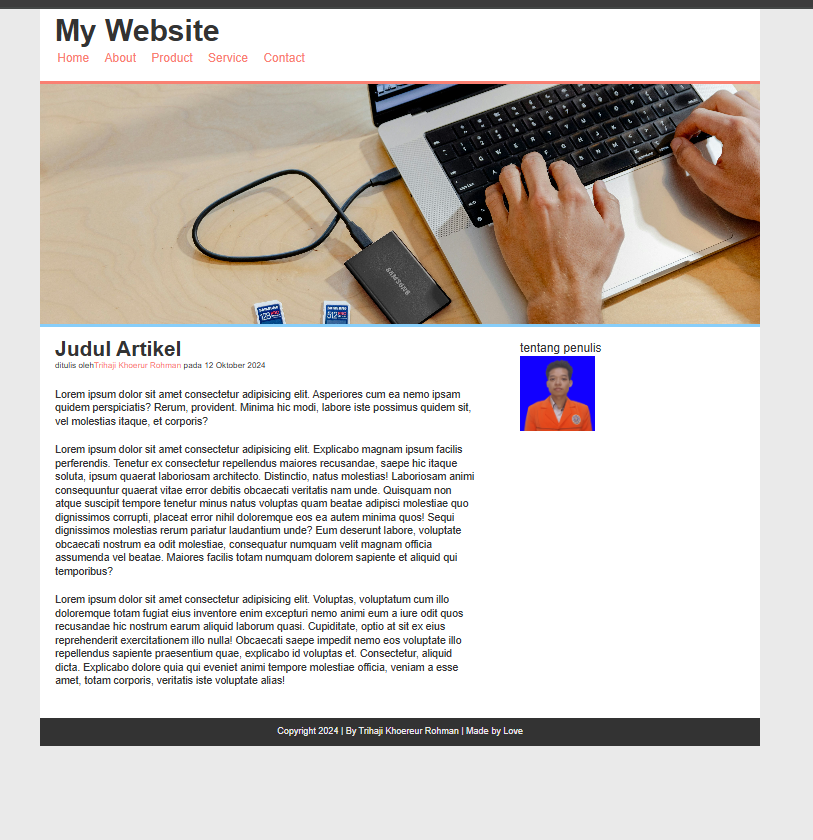 My Website
Home About Product Service Contact
SAMSUNG
SAMSUNG
SAMSUNG
128
512
Judul Artikel
ditulis olehTrihaji Khoerur Rohman pada 12 Oktober 2024
tentang penulis
Lorem ipsum dolor sit amet consectetur adipisicing elit. Asperiores cum ea nemo ipsam
quidem perspiciatis? Rerum, provident. Minima hic modi, labore iste possimus quidem sit,
vel molestias itaque, et corporis?
Lorem ipsum dolor sit amet consectetur adipisicing elit. Explicabo magnam ipsum facilis
perferendis. Tenetur ex consectetur repellendus maiores recusandae, saepe hic itaque
soluta, ipsum quaerat laboriosam architecto. Distinctio, natus molestias! Laboriosam animi
consequuntur quaerat vitae error debitis obcaecati veritatis nam unde. Quisquam non
atque suscipit tempore tenetur minus natus voluptas quam beatae adipisci molestiae quo
dignissimos corrupti, placeat error nihil doloremque eos ea autem minima quos! Sequi
dignissimos molestias rerum pariatur laudantium unde? Eum deserunt labore, voluptate
obcaecati nostrum ea odit molestiae, consequatur numquam velit magnam officia
assumenda vel beatae. Maiores facilis totam numquam dolorem sapiente et aliquid qui
temporibus?
Lorem ipsum dolor sit amet consectetur adipisicing elit. Voluptas, voluptatum cum illo
doloremque totam fugiat eius inventore enim excepturi nemo animi eum a iure odit quos
recusandae hic nostrum earum aliquid laborum quasi. Cupiditate, optio at sit ex eius
reprehenderit exercitationem illo nulla! Obcaecati saepe impedit nemo eos voluptate illo
repellendus sapiente praesentium quae, explicabo id voluptas et. Consectetur, aliquid
dicta. Explicabo dolore quia qui eveniet animi tempore molestiae officia, veniam a esse
amet, totam corporis, veritatis iste voluptate alias!
Copyright 2024 | By Trihaji Khoereur Rohman | Made by Love